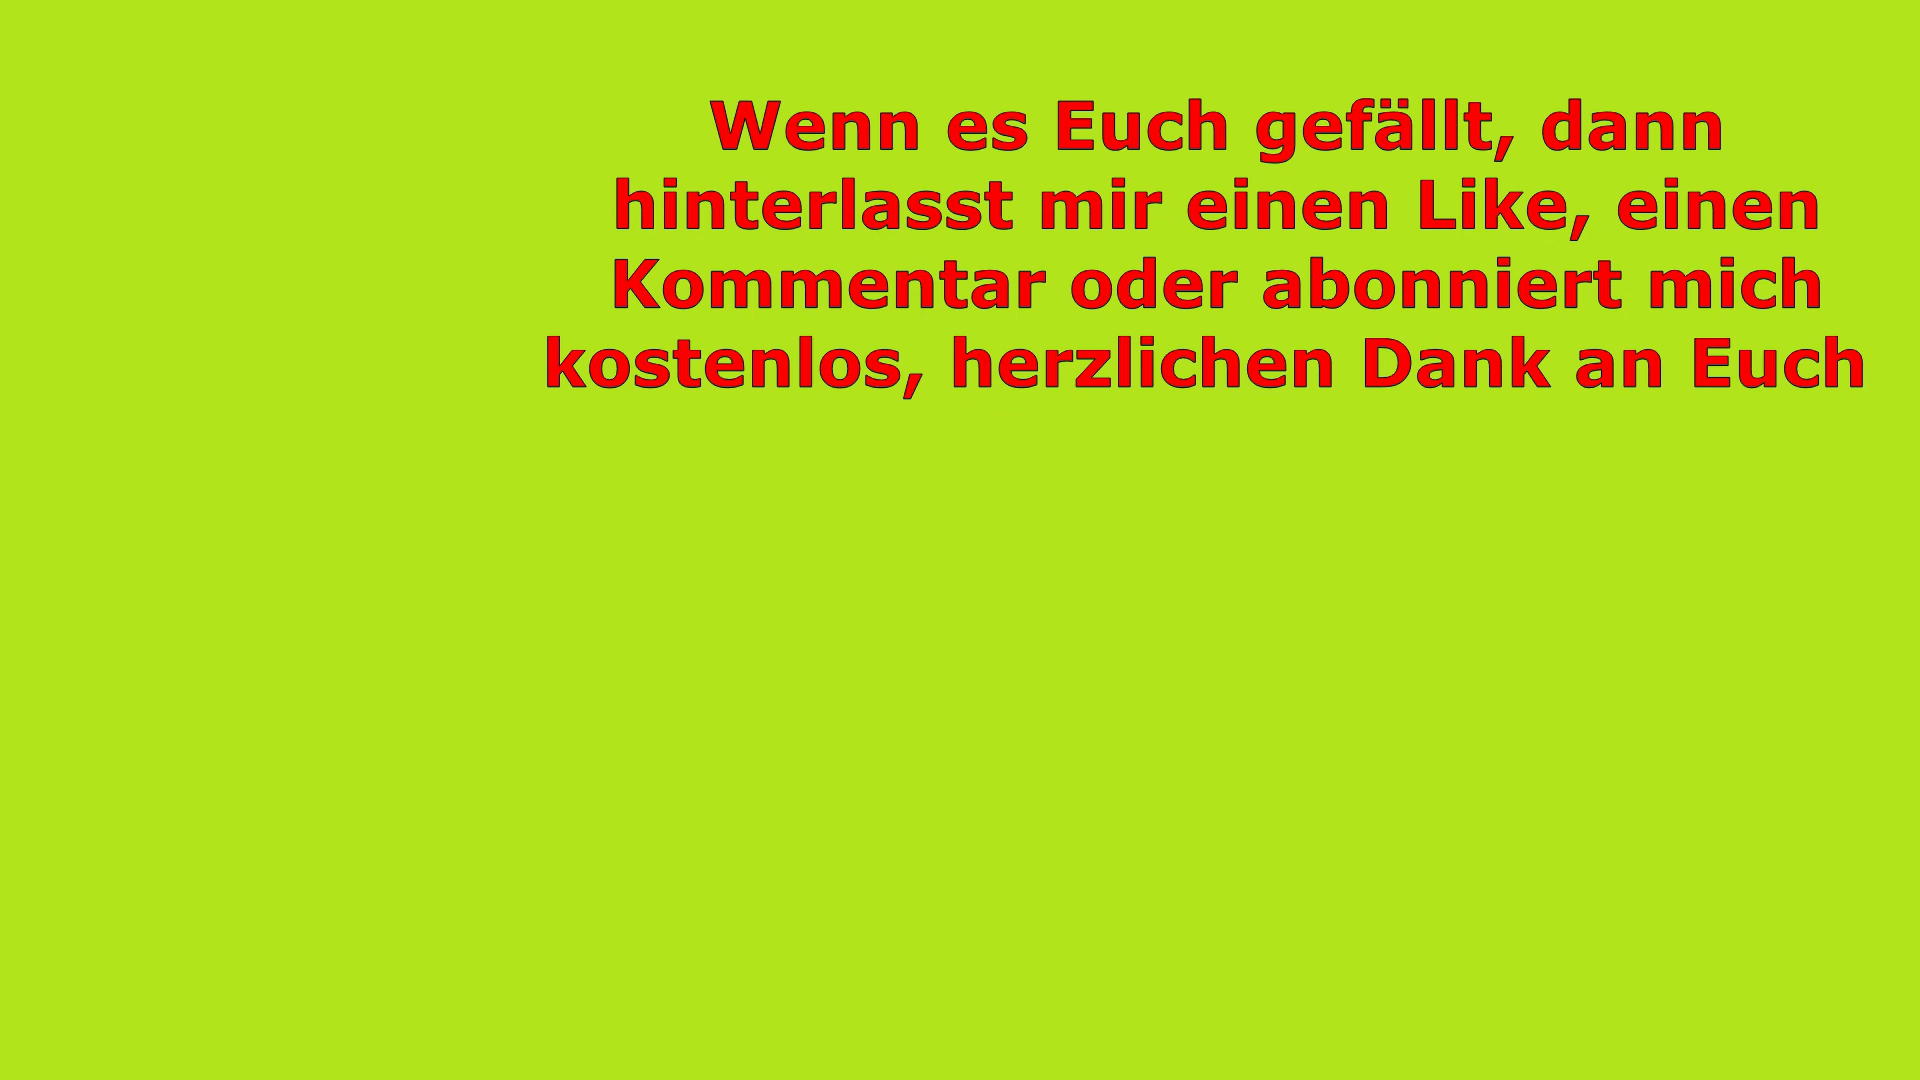 Wenn es Euch gefällt, dann
hinterlasst mir einen Like, einen
Kommentar oder abonniert mich
kostenlos, herzlichen Dank an Euch